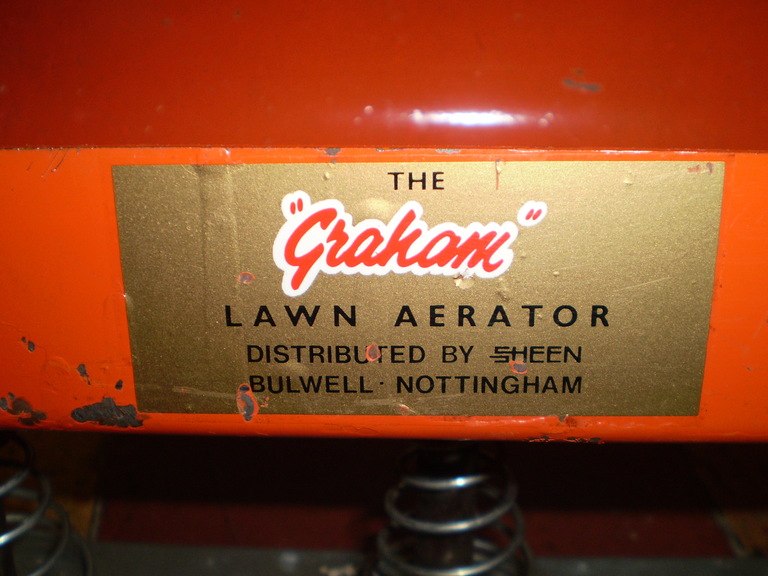 THE
"Graham"
LAWN AERATOR
DISTRIBUTED BY SHEEN
BULWELL · NOTTINGHAM